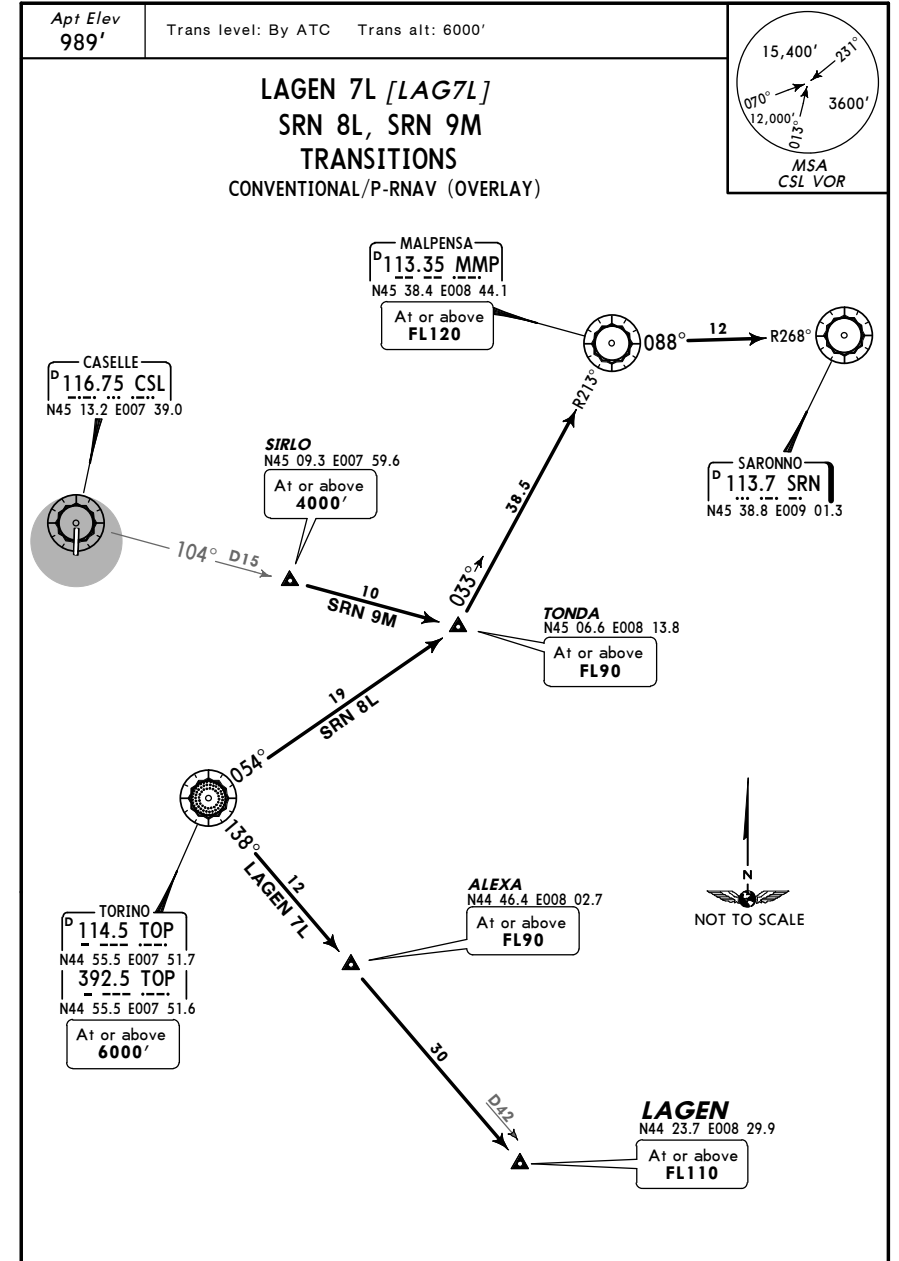 Apt Elev
989'
Trans level: By ATC Trans alt: 6000'
15,400'
231°
070°
3600'
12,000'
013°
MSA
CSL VOR
LAGEN 7L [LAG7L]
SRN 8L, SRN 9M
TRANSITIONS
CONVENTIONAL/P-RNAV (OVERLAY)
MALPENSA
D 113.35 MMP
N45 38.4 E008 44.1
At or above
FL120
088°
12
R268°
R213°
CASELLE
D 116.75 CSL
N45 13.2 E007 39.0
SIRLO
N45 09.3 E007 59.6
At or above
4000'
SARONNO
D 113.7 SRN
N45 38.8 E009 01.3
38.5
104° D15
10
SRN 9M
033°
TONDA
N45 06.6 E008 13.8
At or above
FL90
19
SRN 8L
054°
138°
12
LAGEN 7L
ALEXA
N44 46.4 E008 02.7
At or above
FL90
N
NOT TO SCALE
TORINO
D 114.5 TOP
N44 55.5 E007 51.7
392.5 TOP
N44 55.5 E007 51.6
At or above
6000'
30
D42
LAGEN
N44 23.7 E008 29.9
At or above
FL110